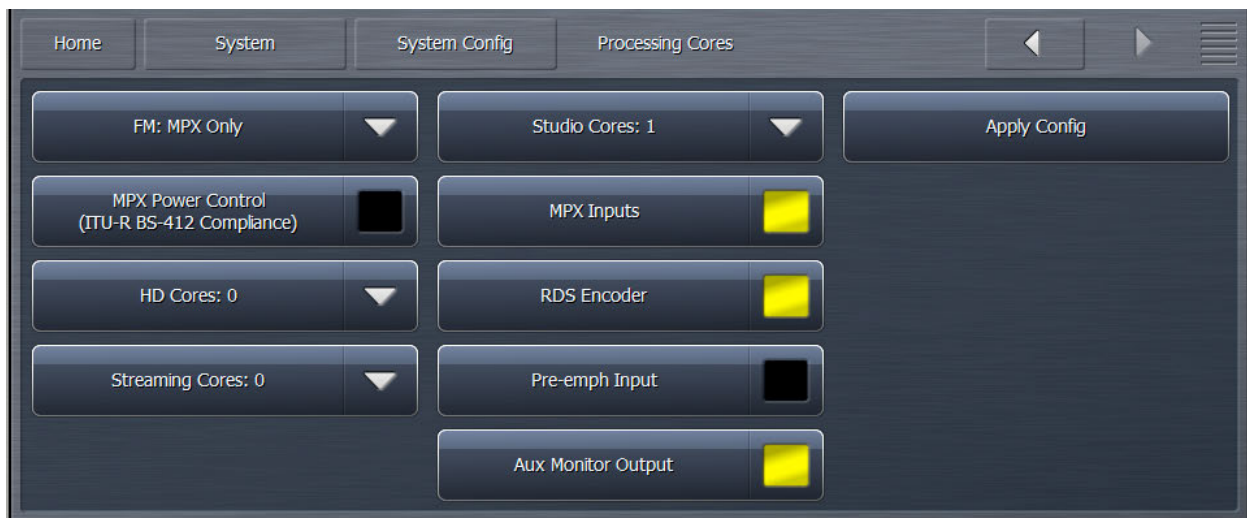 Home
System
System Config
Processing Cores
FM: MPX Only
Studio Cores: 1
Apply Config
MPX Power Control
(ITU-R BS-412 Compliance)
MPX Inputs
HD Cores: 0
RDS Encoder
Streaming Cores: 0
Pre-emph Input
Aux Monitor Output